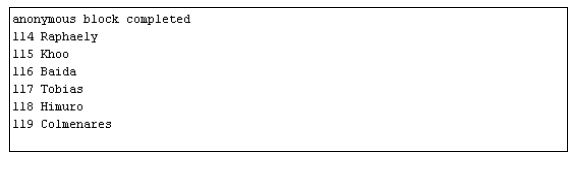 anonymous block completed
114 Raphaely
115 Khoo
116 Baida
117 Tobias
118 Himuro
119 Colmenares